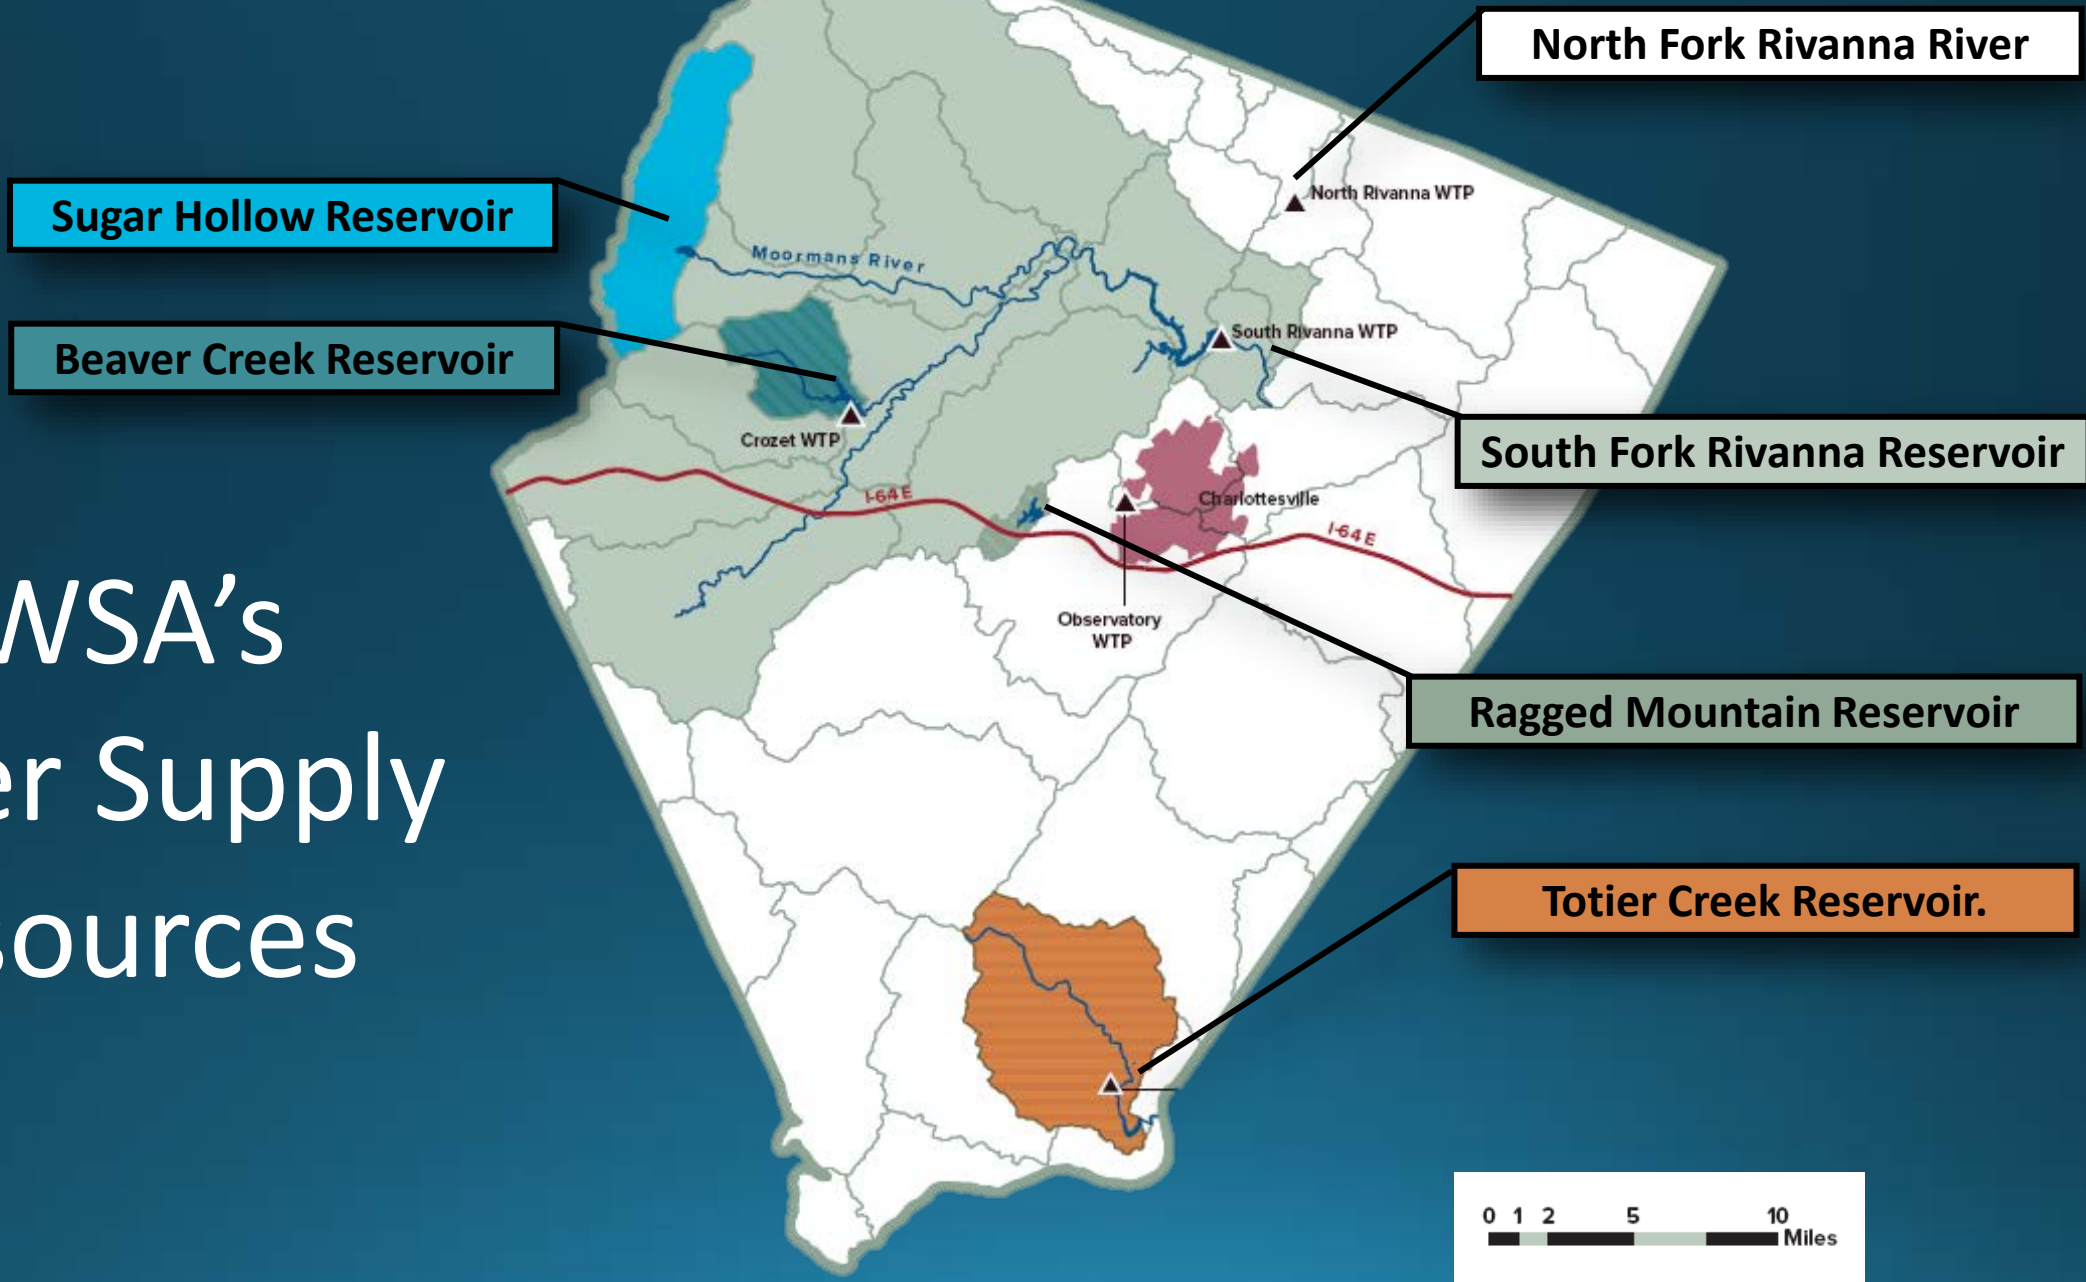 North Fork Rivanna River
North Rivanna WTP
Sugar Hollow Reservoir
Moormans River
Beaver Creek Reservoir
South Rivanna WTP
Crozet WTP
South Fork Rivanna Reservoir
I-64 E
Charlottesville
I-64 E
WSA’s
er Supply
sources
Observatory
WTP
Ragged Mountain Reservoir
Totier Creek Reservoir.
0 1 2 5 10
Miles